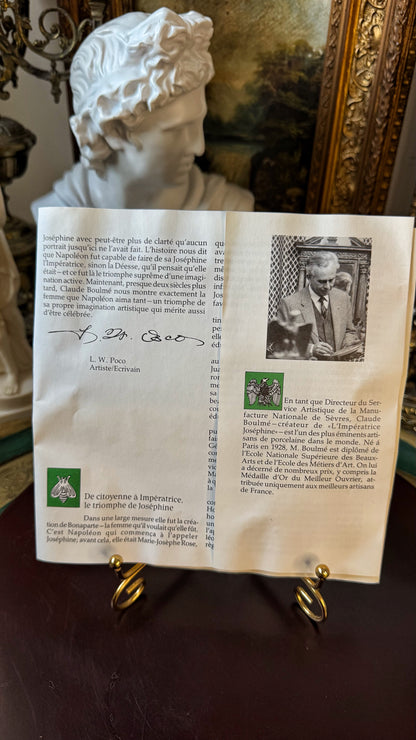 Joséphine avec peut-être plus de clarté qu'aucun
portrait jusqu'ici ne l'avait fait. L'histoire nous dit
que Napoléon fut capable de faire de sa Joséphine
l'Impératrice, sinon la Déesse, qu'il pensait qu'elle
était – et ce fut là le triomphe suprême d'une imagi-
nation active. Maintenant, presque deux siècles plus
tard, Claude Boulmé nous montre exactement la
femme que Napoléon aima tant – un triomphe de
sa propre imagination artistique qui mérite aussi
d'être célébrée.
L. W. Poco
Artiste/Ecrivain
De citoyenne à Impératrice,
le triomphe de Joséphine
Dans une large mesure elle fut la créa-
tion de Bonaparte – la femme qu'il voulait qu'elle fût.
C'est Napoléon qui commença à l'appeler
Joséphine; avant cela, elle était Marie-Josèphe Rose,
En tant que Directeur du Ser-
vice Artistique de la Manu-
facture Nationale de Sèvres, Claude
Boulmé – créateur de «L'Impératrice
Joséphine» – est l'un des plus éminents artis-
ans de porcelaine dans le monde. Né à
Paris en 1928, M. Boulmé est diplômé de
l'Ecole Nationale Supérieure des Beaux-
Arts et de l'Ecole des Métiers d'Art. On lui
a décerné de nombreux prix, y compris la
Médaille d'Or du Meilleur Ouvrier, at-
tribuée uniquement aux meilleurs artisans
de France.